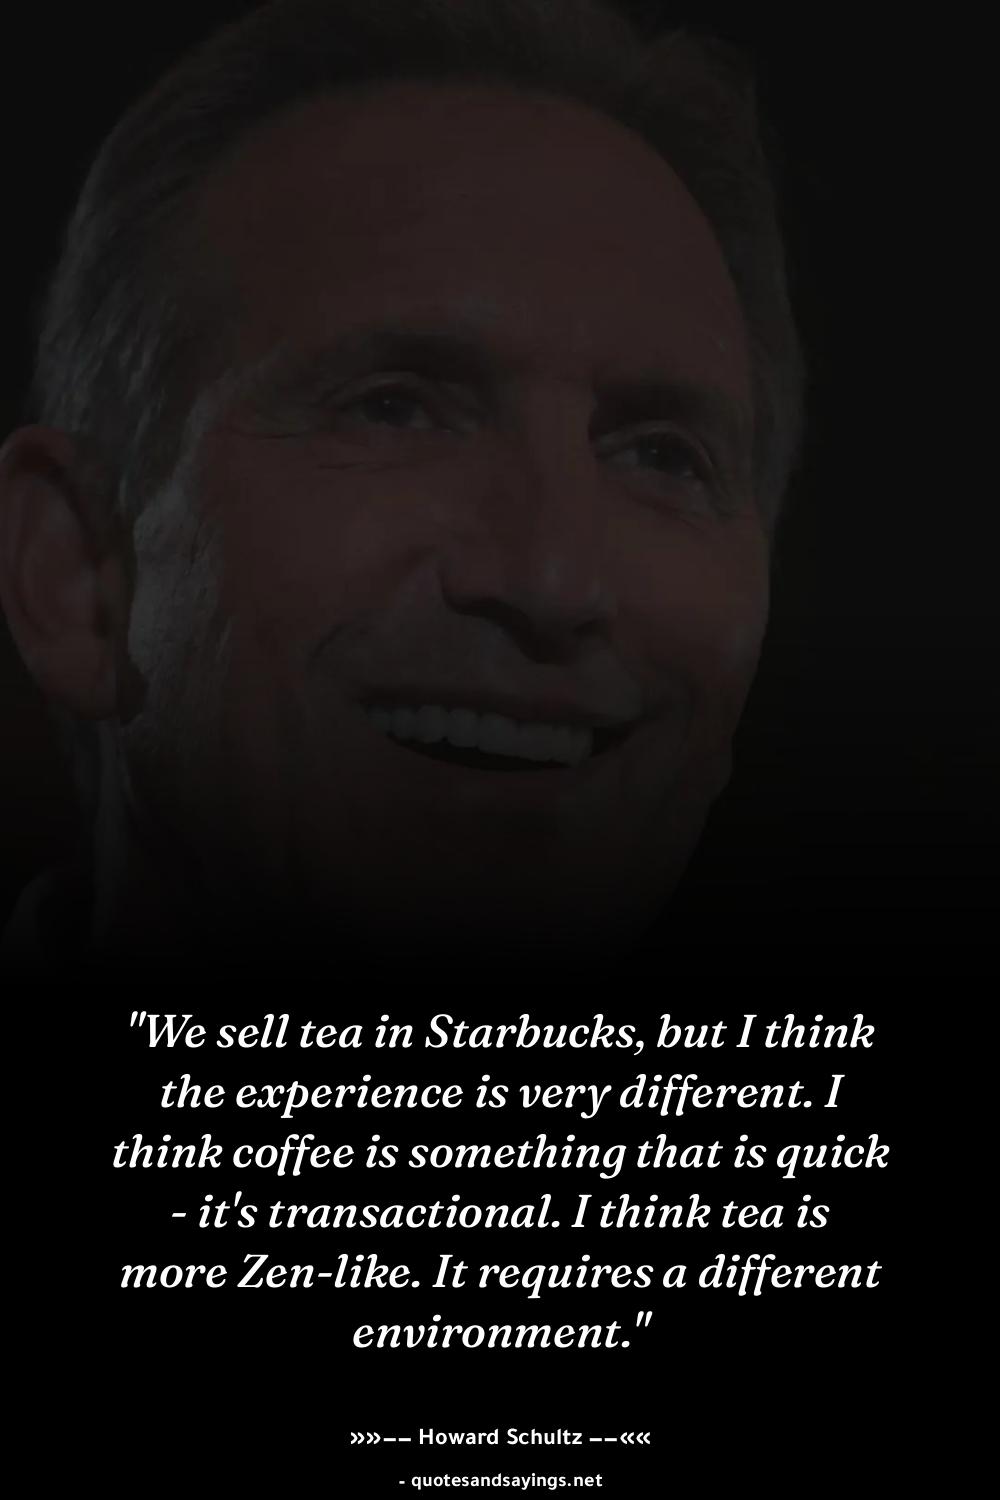 "We sell tea in Starbucks, but I think
the experience is very different. I
think coffee is something that is quick
- it's transactional. I think tea is
more Zen-like. It requires a different
environment."
»»−− Howard Schultz −−««
- quotesandsayings.net